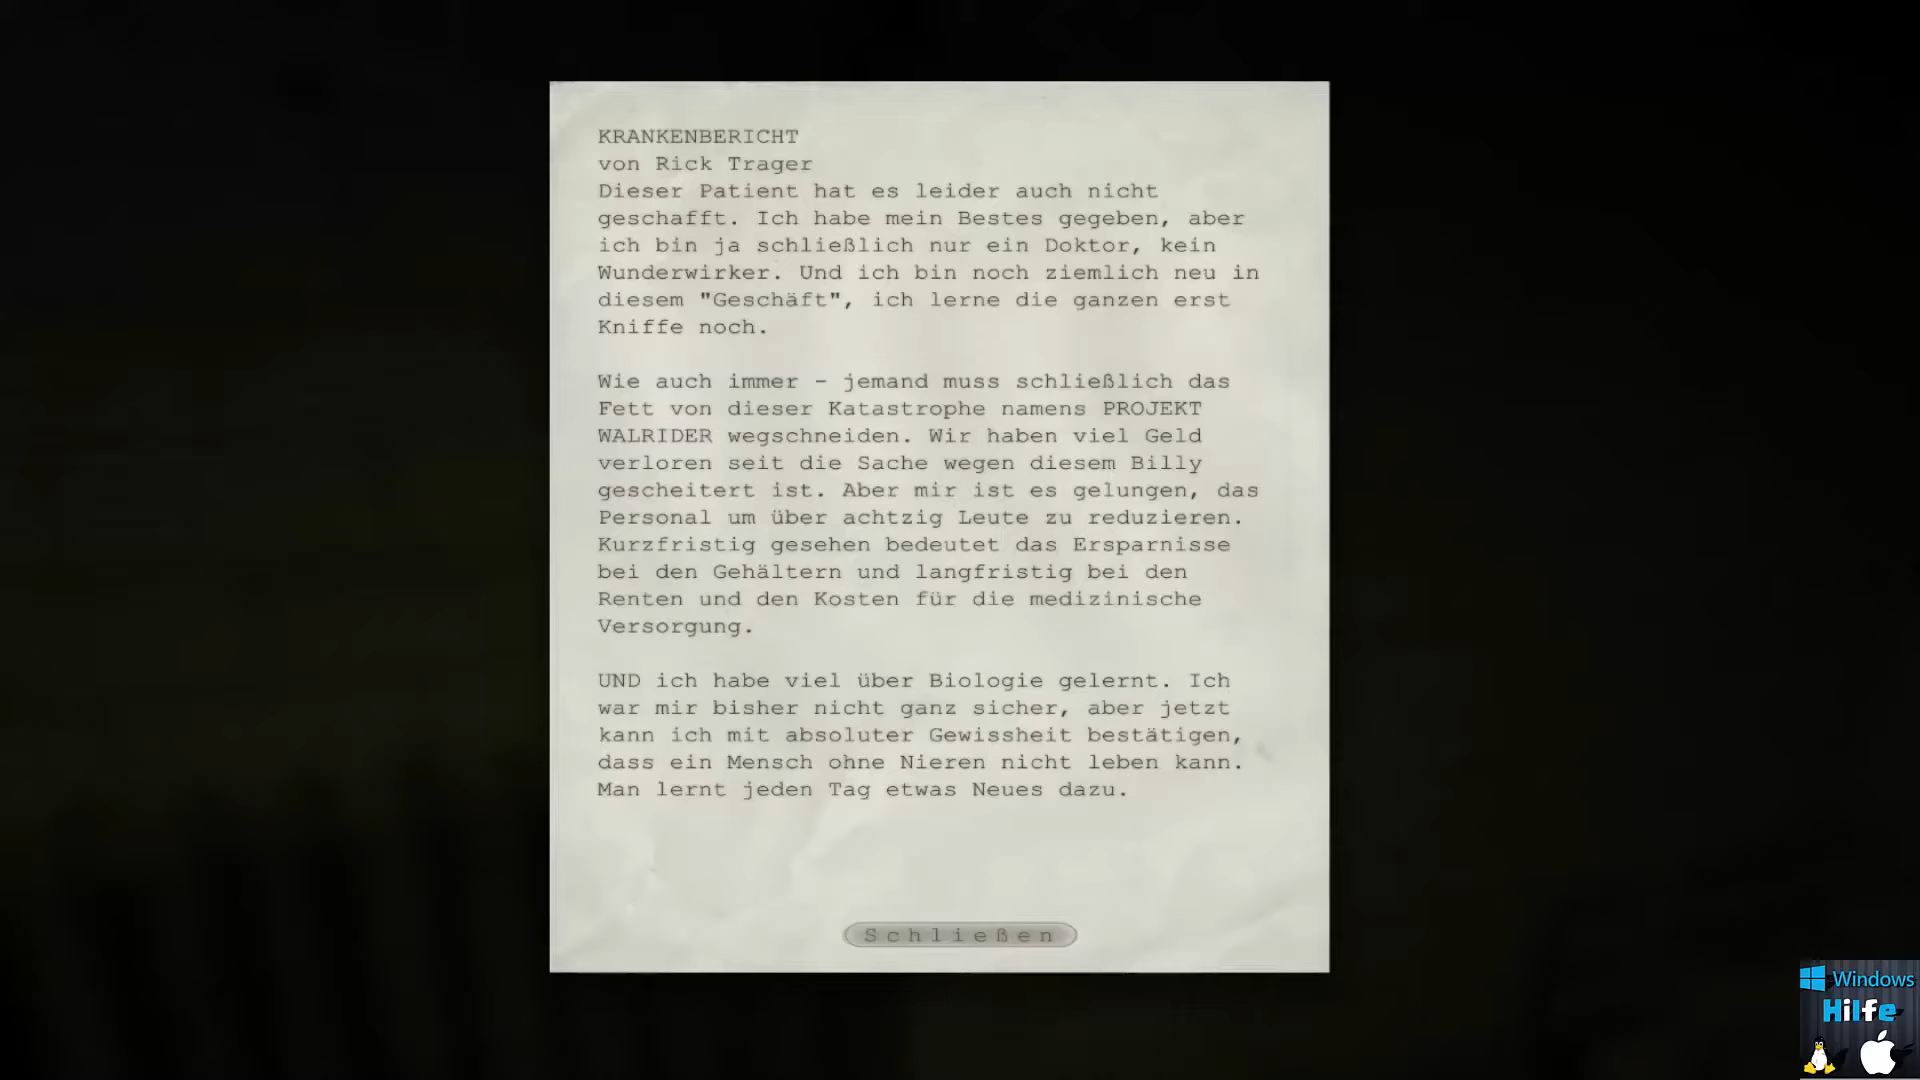 KRANKENBERICHT
von Rick Trager
Dieser Patient hat es leider auch nicht
geschafft. Ich habe mein Bestes gegeben, aber
ich bin ja schließlich nur ein Doktor, kein
Wunderwirker. Und ich bin noch ziemlich neu in
diesem "Geschäft", ich lerne die ganzen erst
Kniffe noch.
Wie auch immer – jemand muss schließlich das
Fett von dieser Katastrophe namens PROJEKT
WALRIDER wegschneiden. Wir haben viel Geld
verloren seit die Sache wegen diesem Billy
gescheitert ist. Aber mir ist es gelungen, das
Personal um über achtzig Leute zu reduzieren.
Kurzfristig gesehen bedeutet das Ersparnisse
bei den Gehältern und langfristig bei den
Renten und den Kosten für die medizinische
Versorgung.
UND ich habe viel über Biologie gelernt. Ich
war mir bisher nicht ganz sicher, aber jetzt
kann ich mit absoluter Gewissheit bestätigen,
dass ein Mensch ohne Nieren nicht leben kann.
Man lernt jeden Tag etwas Neues dazu.
Schließen
Windows
Hilfe